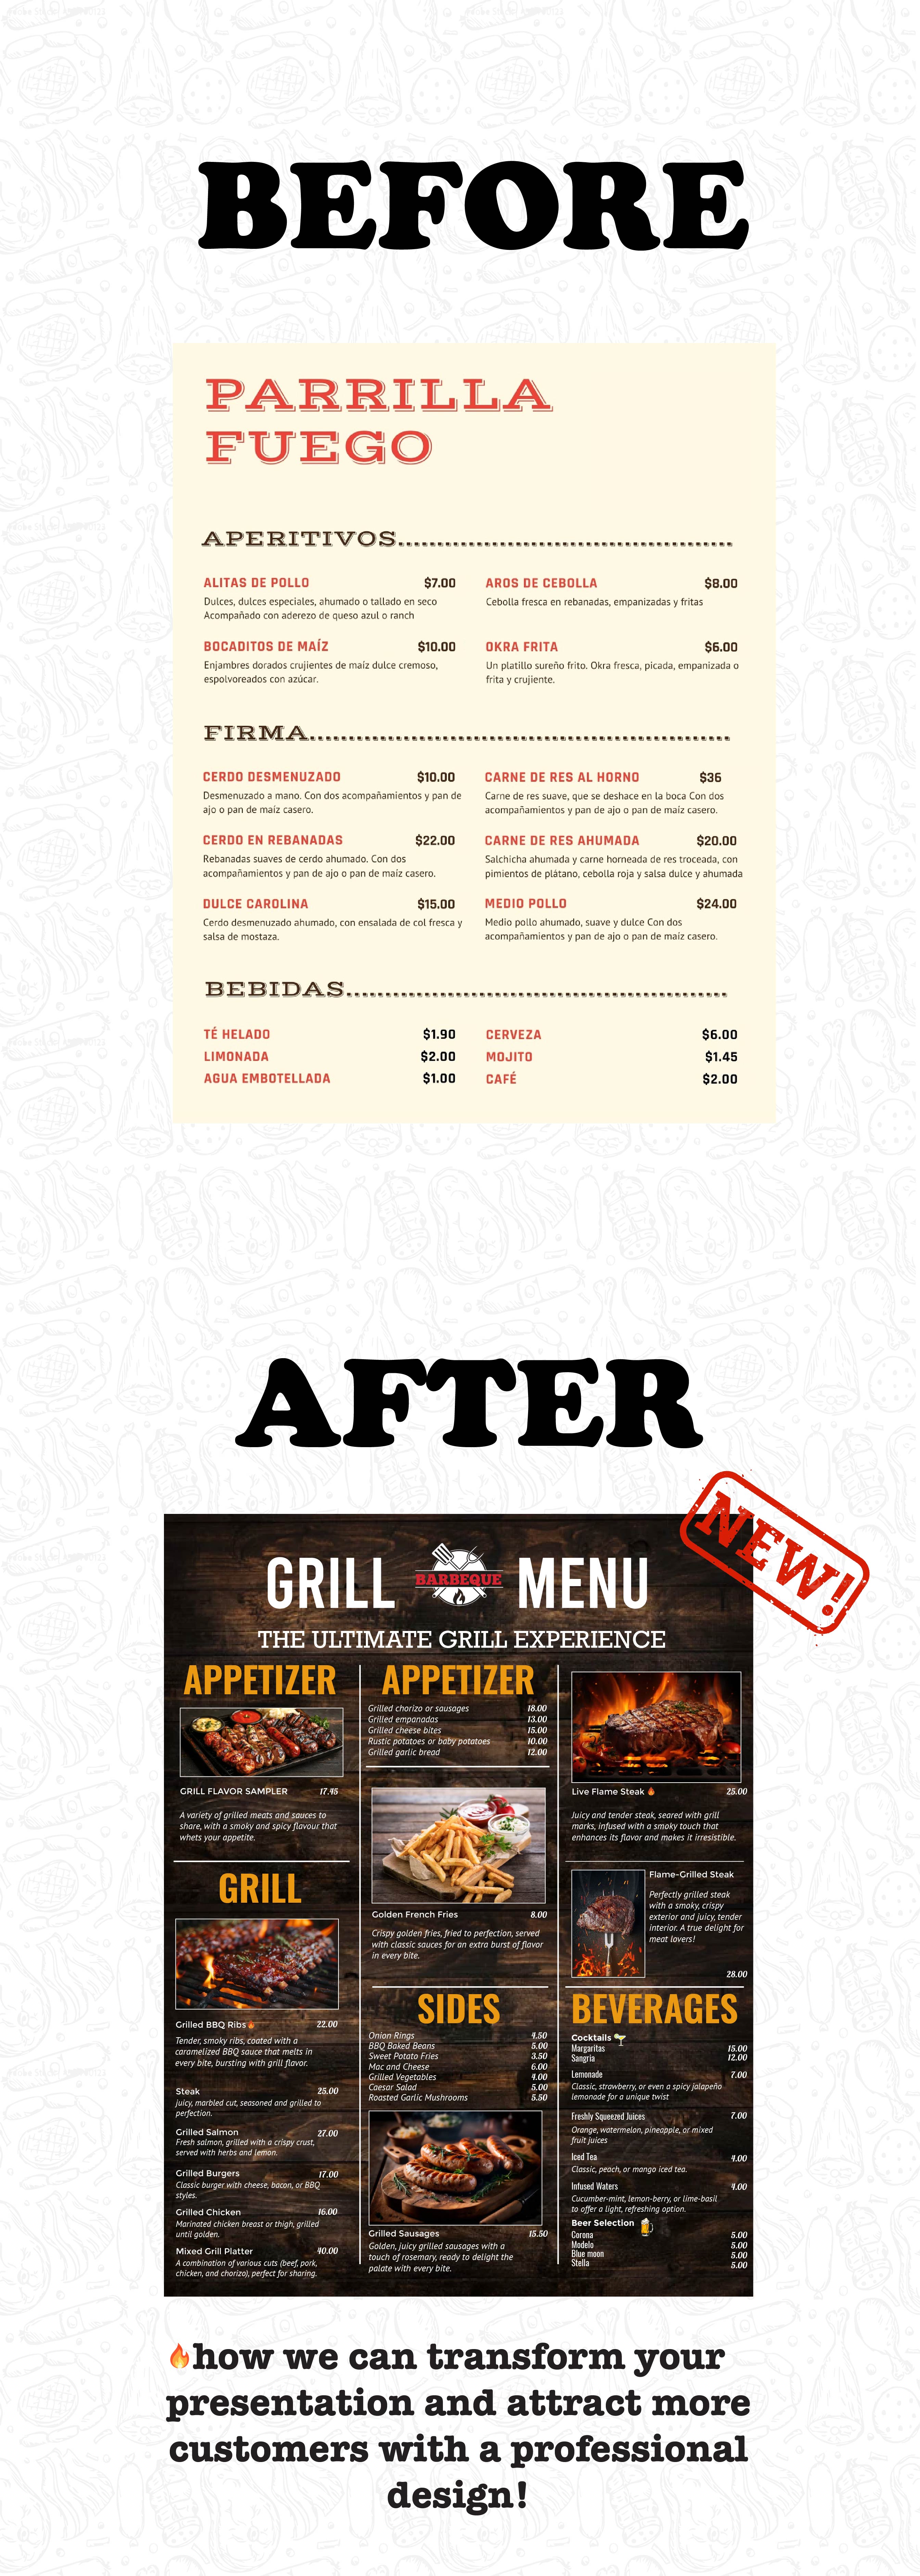 BEFORE
PARRILLA
FUEGO
APERITIVOS
ALITAS DE POLLO $7.00
Dulces, dulces especiales, ahumado o tallado en seco
Acompañado con aderezo de queso azul o ranch
AROS DE CEBOLLA $8.00
Cebolla fresca en rebanadas, empanizadas y fritas
BOCADITOS DE MAÍZ $10.00
Enjambres dorados crujientes de maíz dulce cremoso,
espolvoreados con azúcar.
OKRA FRITA $6.00
Un platillo sureño frito. Okra fresca, picada, empanizada o
frita y crujiente.
FIRMA
CERDO DESMENUZADO $10.00
Desmenuzado a mano. Con dos acompañamientos y pan de
ajo o pan de maíz casero.
CARNE DE RES AL HORNO $36
Carne de res suave, que se deshace en la boca Con dos
acompañamientos y pan de ajo o pan de maíz casero.
CERDO EN REBANADAS $22.00
Rebanadas suaves de cerdo ahumado. Con dos
acompañamientos y pan de ajo o pan de maíz casero.
CARNE DE RES AHUMADA $20.00
Salchicha ahumada y carne horneada de res troceada, con
pimientos de plátano, cebolla roja y salsa dulce y ahumada
DULCE CAROLINA $15.00
Cerdo desmenuzado ahumado, con ensalada de col fresca y
salsa de mostaza.
MEDIO POLLO $24.00
Medio pollo ahumado, suave y dulce Con dos
acompañamientos y pan de ajo o pan de maíz casero.
BEBIDAS
TÉ HELADO $1.90
LIMONADA $2.00
AGUA EMBOTELLADA $1.00
CERVEZA $6.00
MOJITO $1.45
CAFÉ $2.00
AFTER
NEW!
GRILL BARBEQUE MENU
THE ULTIMATE GRILL EXPERIENCE
APPETIZER
GRILL FLAVOR SAMPLER 17.45
A variety of grilled meats and sauces to
share, with a smoky and spicy flavour that
whets your appetite.
GRILL
Grilled BBQ Ribs🔥 22.00
Tender, smoky ribs, coated with a
caramelized BBQ sauce that melts in
every bite, bursting with grill flavor.
Steak 25.00
juicy, marbled cut, seasoned and grilled to
perfection.
Grilled Salmon 27.00
Fresh salmon, grilled with a crispy crust,
served with herbs and lemon.
Grilled Burgers 17.00
Classic burger with cheese, bacon, or BBQ
styles.
Grilled Chicken 16.00
Marinated chicken breast or thigh, grilled
until golden.
Mixed Grill Platter 40.00
A combination of various cuts (beef, pork,
chicken, and chorizo), perfect for sharing.
APPETIZER
Grilled chorizo or sausages 18.00
Grilled empanadas 13.00
Grilled cheese bites 15.00
Rustic potatoes or baby potatoes 10.00
Grilled garlic bread 12.00
Golden French Fries 8.00
Crispy golden fries, fried to perfection, served
with classic sauces for an extra burst of flavor
in every bite.
SIDES
Onion Rings 4.50
BBQ Baked Beans 5.00
Sweet Potato Fries 3.50
Mac and Cheese 6.00
Grilled Vegetables 4.00
Caesar Salad 5.00
Roasted Garlic Mushrooms 5.50
Grilled Sausages 15.50
Golden, juicy grilled sausages with a
touch of rosemary, ready to delight the
palate with every bite.
Live Flame Steak 🔥 25.00
Juicy and tender steak, seared with grill
marks, infused with a smoky touch that
enhances its flavor and makes it irresistible.
Flame-Grilled Steak
Perfectly grilled steak
with a smoky, crispy
exterior and juicy, tender
interior. A true delight for
meat lovers!
28.00
BEVERAGES
Cocktails 🍸
Margaritas 15.00
Sangria 12.00
Lemonade 7.00
Classic, strawberry, or even a spicy jalapeño
lemonade for a unique twist
Freshly Squeezed Juices 7.00
Orange, watermelon, pineapple, or mixed
fruit juices
Iced Tea 4.00
Classic, peach, or mango iced tea.
Infused Waters 4.00
Cucumber-mint, lemon-berry, or lime-basil
to offer a light, refreshing option.
Beer Selection 🍺
Corona 5.00
Modelo 5.00
Blue moon 5.00
Stella 5.00
🔥how we can transform your
presentation and attract more
customers with a professional
design!